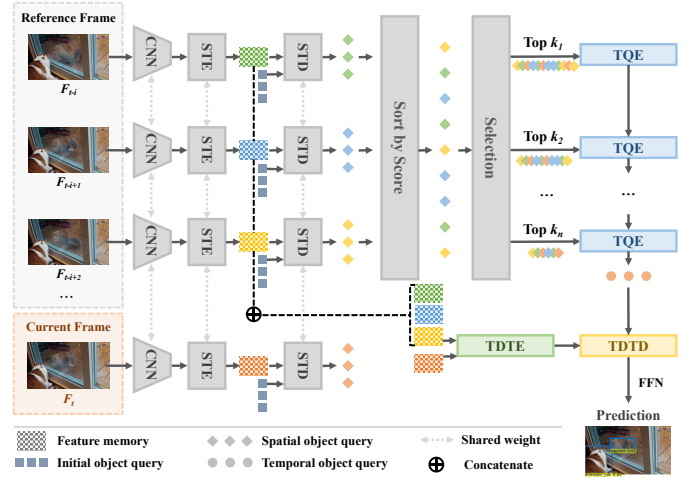 Reference Frame
F_{t-i}
CNN
STE
STD
F_{t-i+1}
CNN
STE
STD
F_{t-i+2}
CNN
STE
STD
...
Sort by Score
Selection
Top k_1
TQE
Top k_2
TQE
...
...
Top k_n
TQE
Current Frame
F_t
CNN
STE
STD
TDTE
TDTD
FFN
Prediction
Feature memory
Spatial object query
Shared weight
Initial object query
Temporal object query
Concatenate